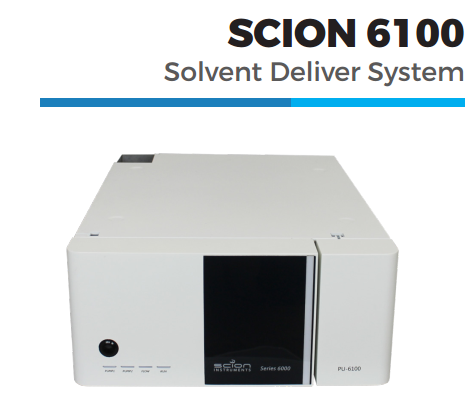 SCION 6100
Solvent Deliver System
SCION
INSTRUMENTS
Series 6000
PU-6100